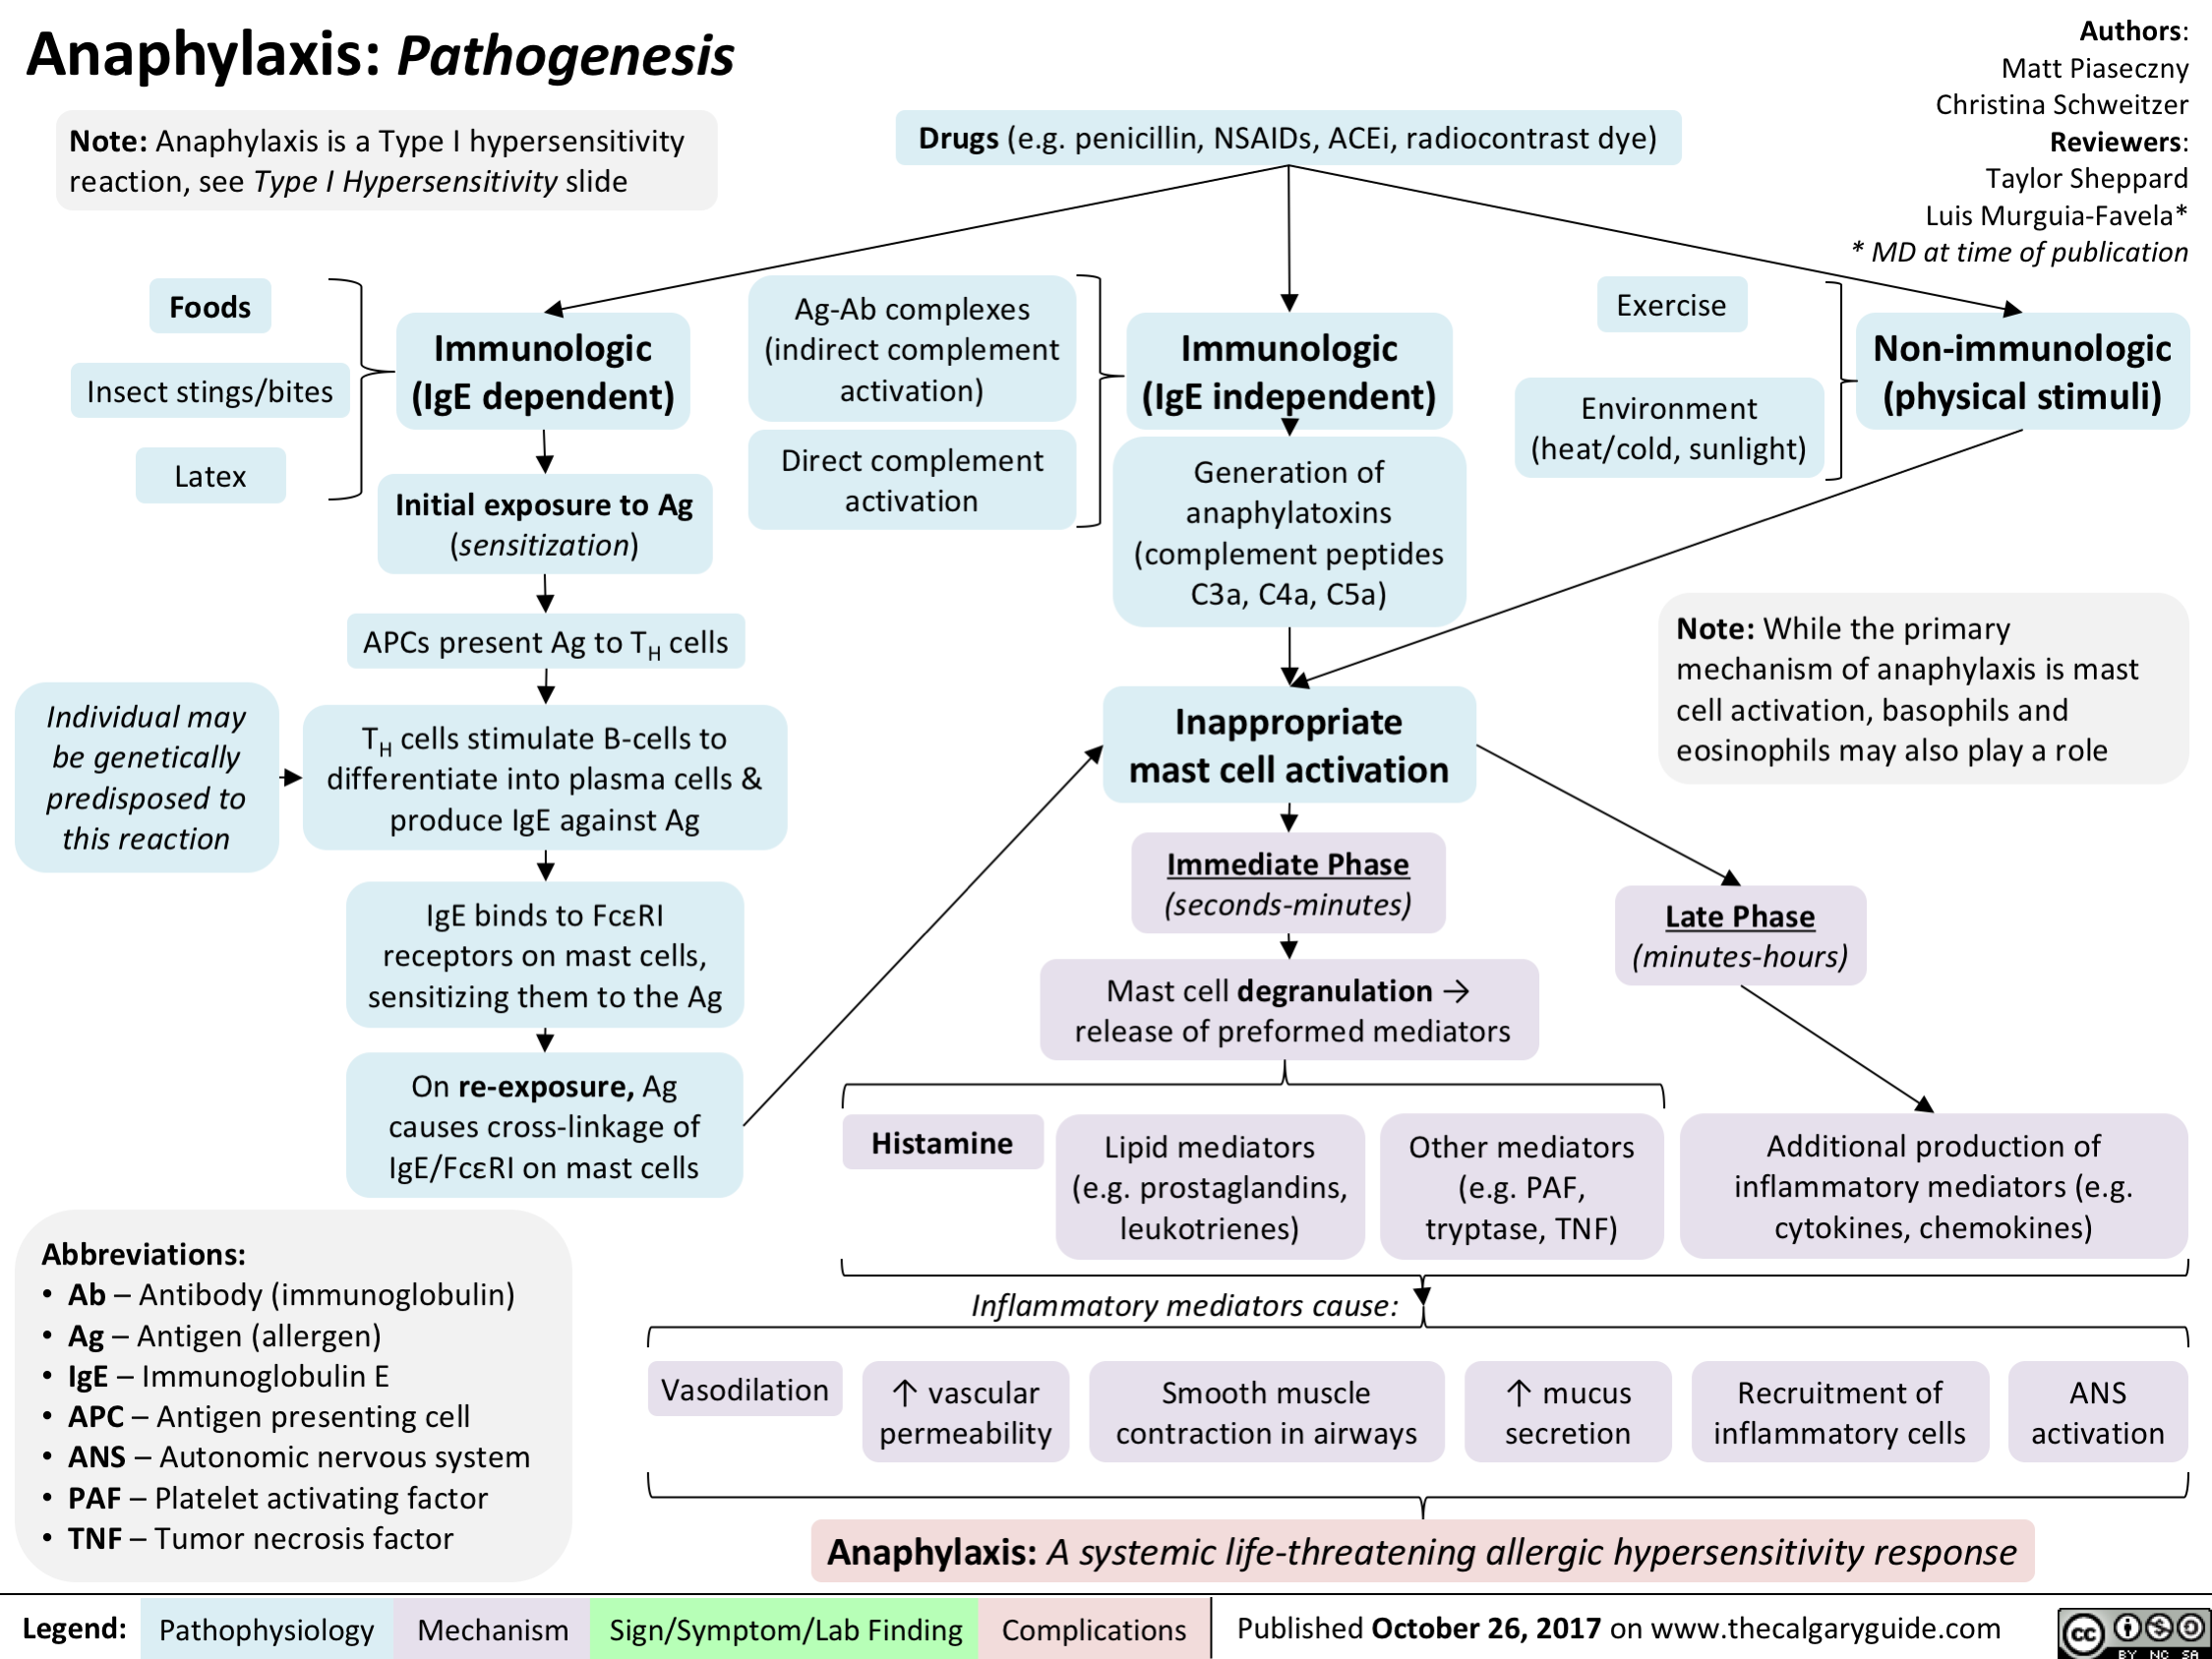 Anaphylaxis: Pathogenesis
Authors:
Matt Piaseczny
Christina Schweitzer
Reviewers:
Taylor Sheppard
Luis Murguia-Favela*
* MD at time of publication
Note: Anaphylaxis is a Type I hypersensitivity
reaction, see Type I Hypersensitivity slide
Drugs (e.g. penicillin, NSAIDs, ACEi, radiocontrast dye)
Foods
Insect stings/bites
Latex
Immunologic
(IgE dependent)
Ag-Ab complexes
(indirect complement
activation)
Direct complement
activation
Immunologic
(IgE independent)
Exercise
Environment
(heat/cold, sunlight)
Non-immunologic
(physical stimuli)
Initial exposure to Ag
(sensitization)
Generation of
anaphylatoxins
(complement peptides
C3a, C4a, C5a)
APCs present Ag to TH cells
Note: While the primary
mechanism of anaphylaxis is mast
cell activation, basophils and
eosinophils may also play a role
Individual may
be genetically
predisposed to
this reaction
TH cells stimulate B-cells to
differentiate into plasma cells &
produce IgE against Ag
Inappropriate
mast cell activation
IgE binds to FcεRI
receptors on mast cells,
sensitizing them to the Ag
Immediate Phase
(seconds-minutes)
Late Phase
(minutes-hours)
Mast cell degranulation →
release of preformed mediators
On re-exposure, Ag
causes cross-linkage of
IgE/FcεRI on mast cells
Histamine
Lipid mediators
(e.g. prostaglandins,
leukotrienes)
Other mediators
(e.g. PAF,
tryptase, TNF)
Additional production of
inflammatory mediators (e.g.
cytokines, chemokines)
Inflammatory mediators cause:
Vasodilation
↑ vascular
permeability
Smooth muscle
contraction in airways
↑ mucus
secretion
Recruitment of
inflammatory cells
ANS
activation
Abbreviations:
• Ab – Antibody (immunoglobulin)
• Ag – Antigen (allergen)
• IgE – Immunoglobulin E
• APC – Antigen presenting cell
• ANS – Autonomic nervous system
• PAF – Platelet activating factor
• TNF – Tumor necrosis factor
Anaphylaxis: A systemic life-threatening allergic hypersensitivity response
Legend:
Pathophysiology
Mechanism
Sign/Symptom/Lab Finding
Complications
Published October 26, 2017 on www.thecalgaryguide.com
cc
BY NC SA